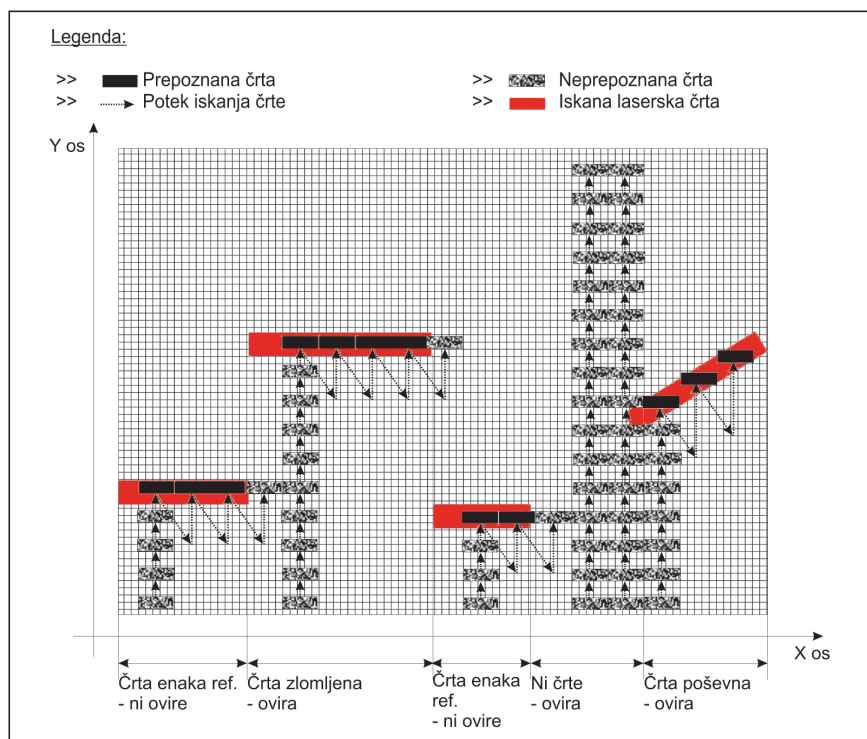 Legenda:
>> Prepoznana črta >> Neprepoznana črta
>> Potek iskanja črte >> Iskana laserska črta
Y os
X os
Črta enaka ref.
- ni ovire
Črta zlomljena
- ovira
Črta enaka
ref.
- ni ovire
Ni črte
- ovira
Črta poševna
- ovira